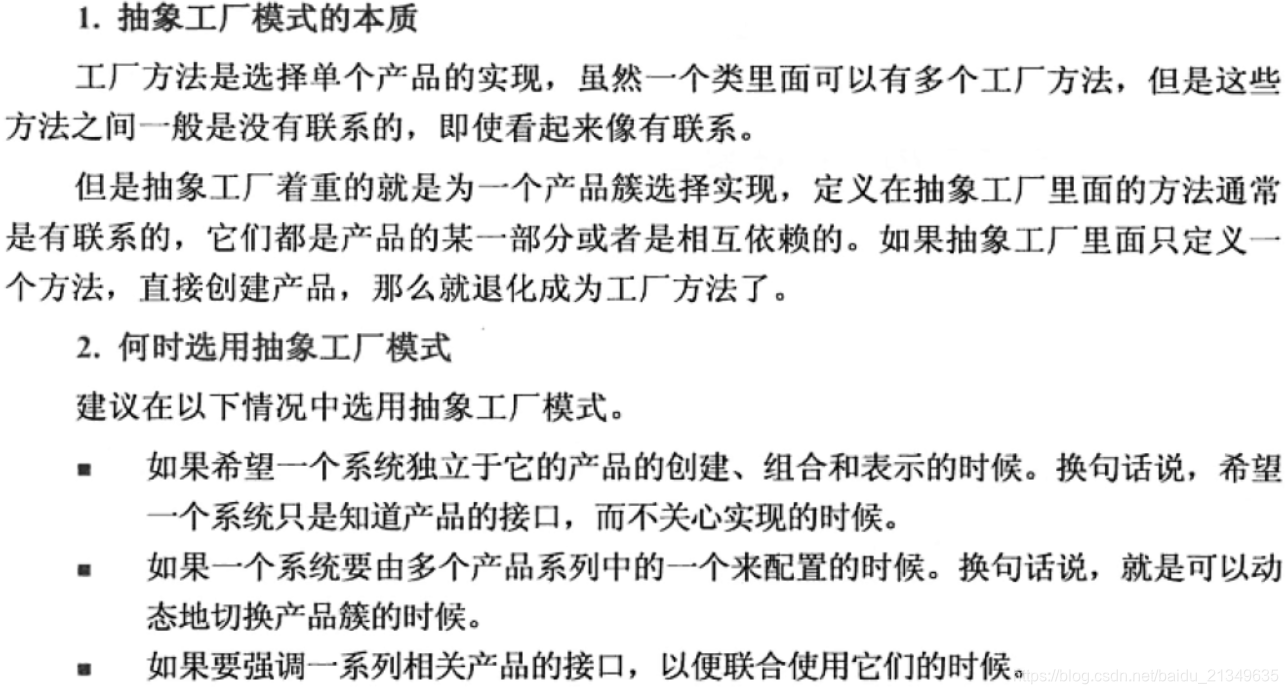 1. 抽象工厂模式的本质
工厂方法是选择单个产品的实现，虽然一个类里面可以有多个工厂方法，但是这些
方法之间一般是没有联系的，即使看起来像有联系。
但是抽象工厂着重的就是为一个产品簇选择实现，定义在抽象工厂里面的方法通常
是有联系的，它们都是产品的某一部分或者是相互依赖的。如果抽象工厂里面只定义一
个方法，直接创建产品，那么就退化成为工厂方法了。
2. 何时选用抽象工厂模式
建议在以下情况中选用抽象工厂模式。
■ 如果希望一个系统独立于它的产品的创建、组合和表示的时候。换句话说，希望
一个系统只是知道产品的接口，而不关心实现的时候。
■ 如果一个系统要由多个产品系列中的一个来配置的时候。换句话说，就是可以动
态地切换产品簇的时候。
■ 如果要强调一系列相关产品的接口，以便联合使用它们的时候。
https://blog.csdn.net/baidu_21349635